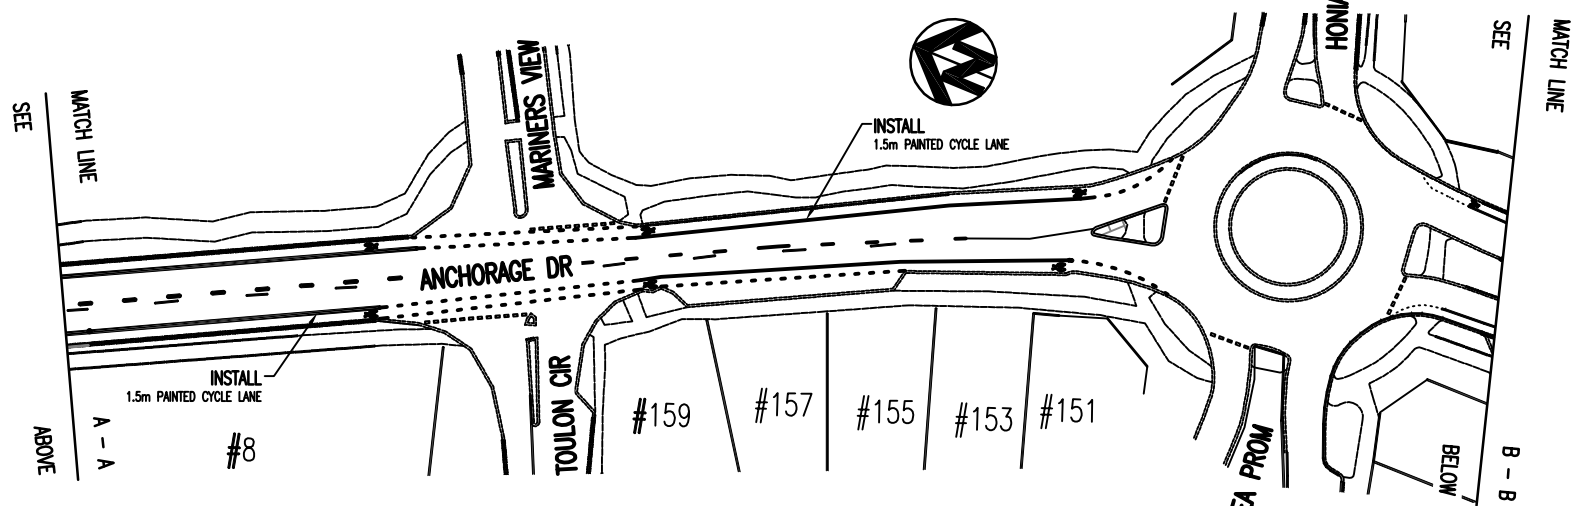 SEE
MATCH LINE
MARINERS VIEW
INSTALL
1.5m PAINTED CYCLE LANE
SEE
MATCH LINE
ANCHORAGE DR
INSTALL
1.5m PAINTED CYCLE LANE
TOULON CIR
#8
#159
#157
#155
#153
#151
PROM
ABOVE
A - A
BELOW
B - B